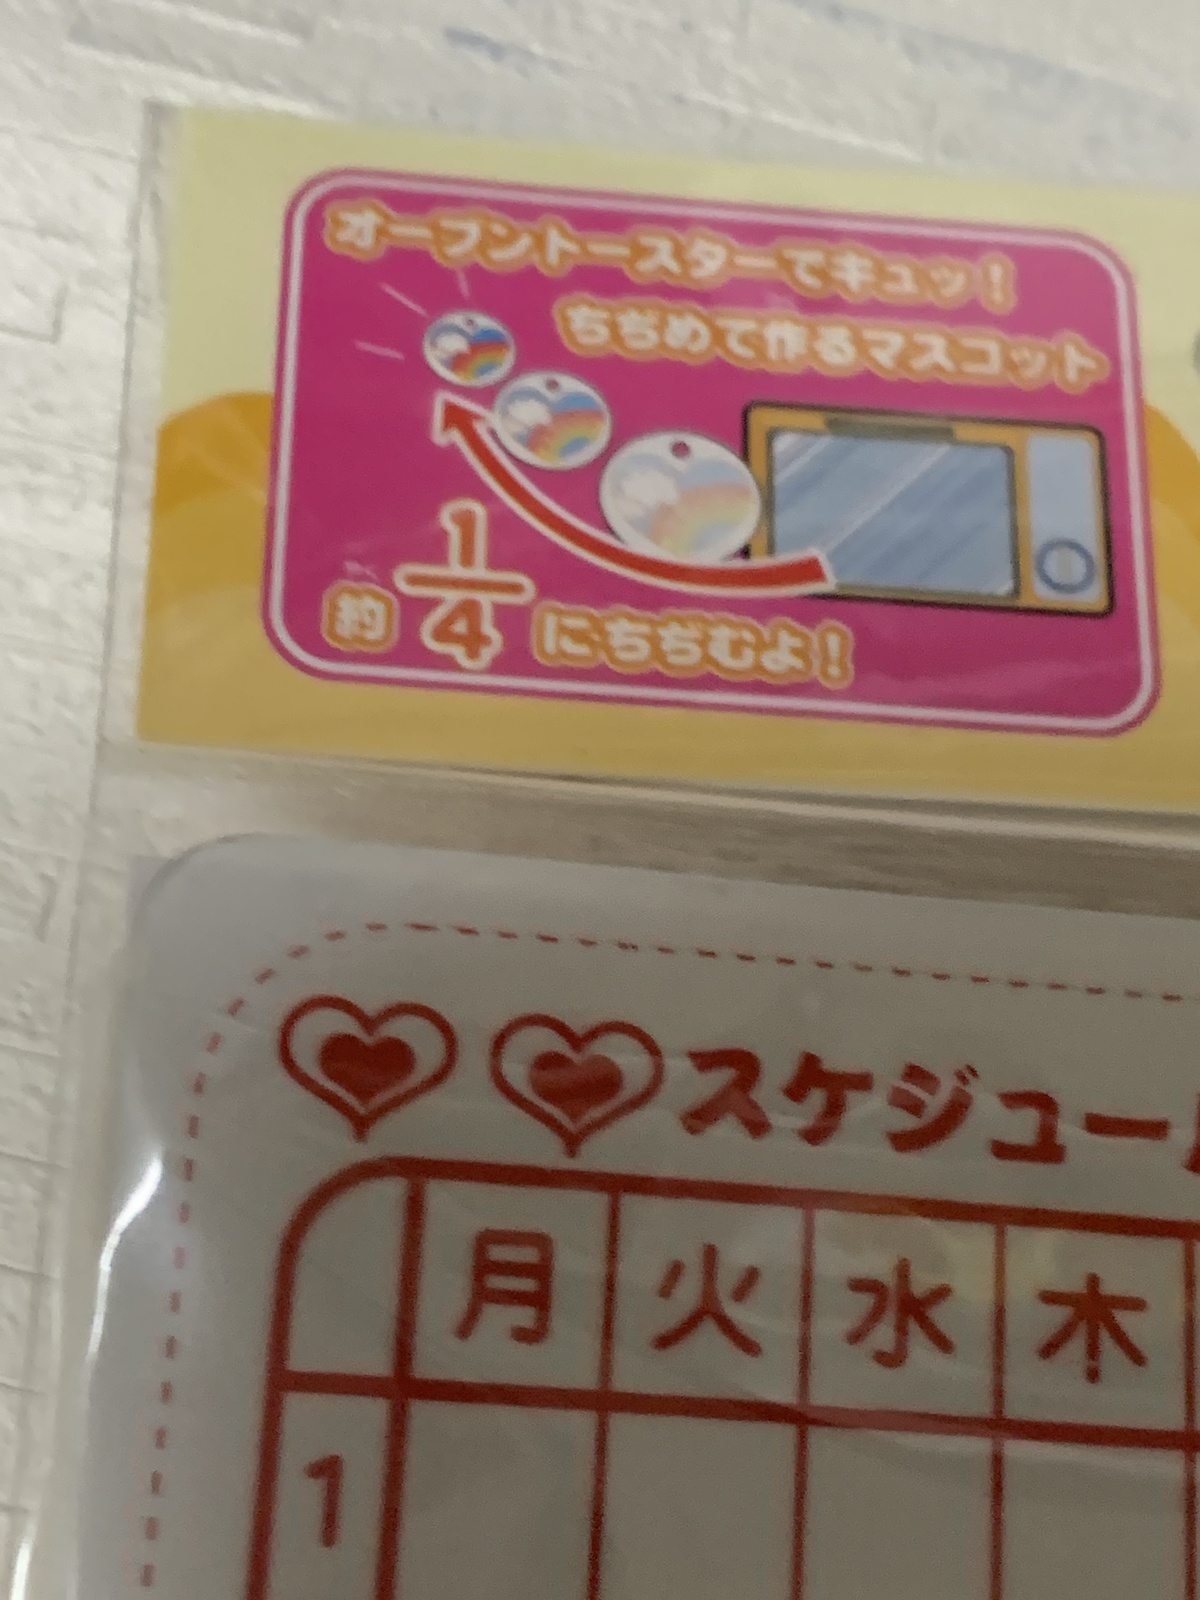 オーブントースターでキュッ！
ちぢめて作るマスコット
約1/4にちぢむよ！
スケジュール
月 火 水 木
1